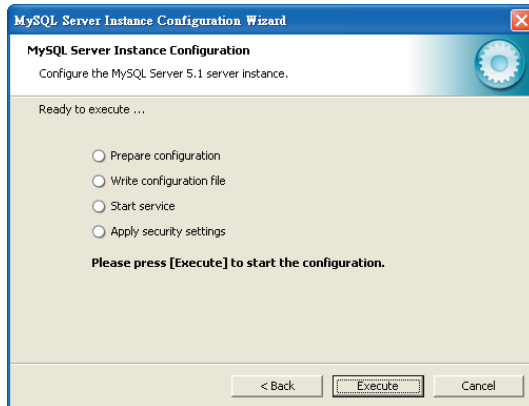 MySQL Server Instance Configuration Wizard
MySQL Server Instance Configuration
Configure the MySQL Server 5.1 server instance.
Ready to execute ...
Prepare configuration
Write configuration file
Start service
Apply security settings
Please press [Execute] to start the configuration.
< Back
Execute
Cancel